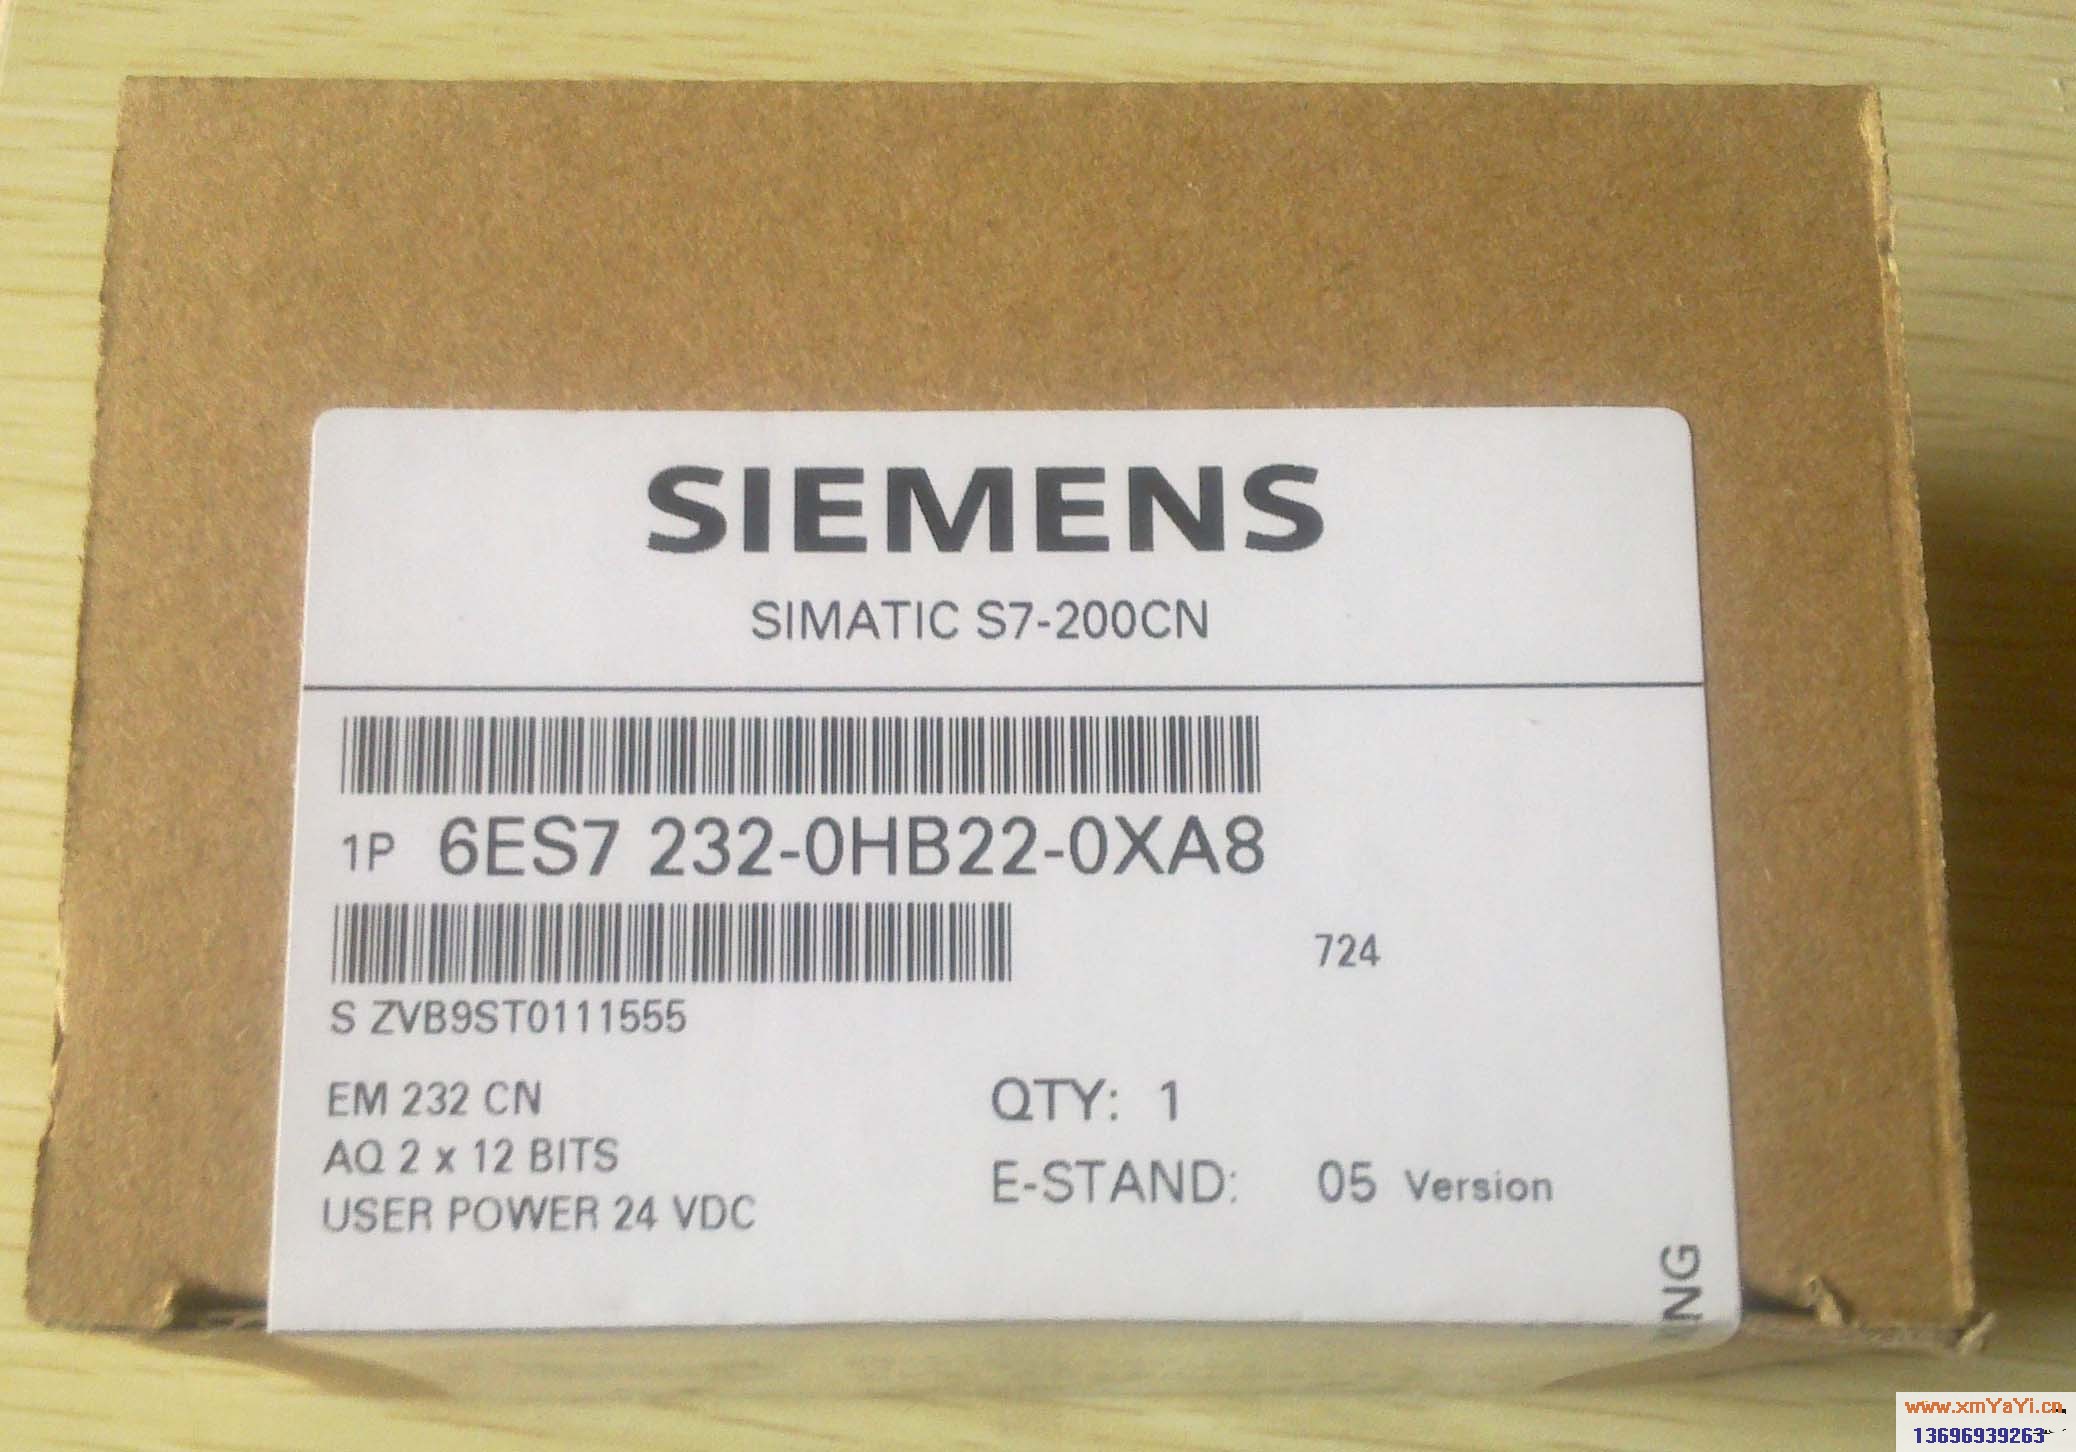 SIEMENS
SIMATIC S7-200CN
1P 6ES7 232-0HB22-0XA8
724
S ZVB9ST0111555
EM 232 CN
AQ 2 x 12 BITS
USER POWER 24 VDC
QTY: 1
E-STAND: 05 Version
NG
www.xmYaYi.cn
13696939263